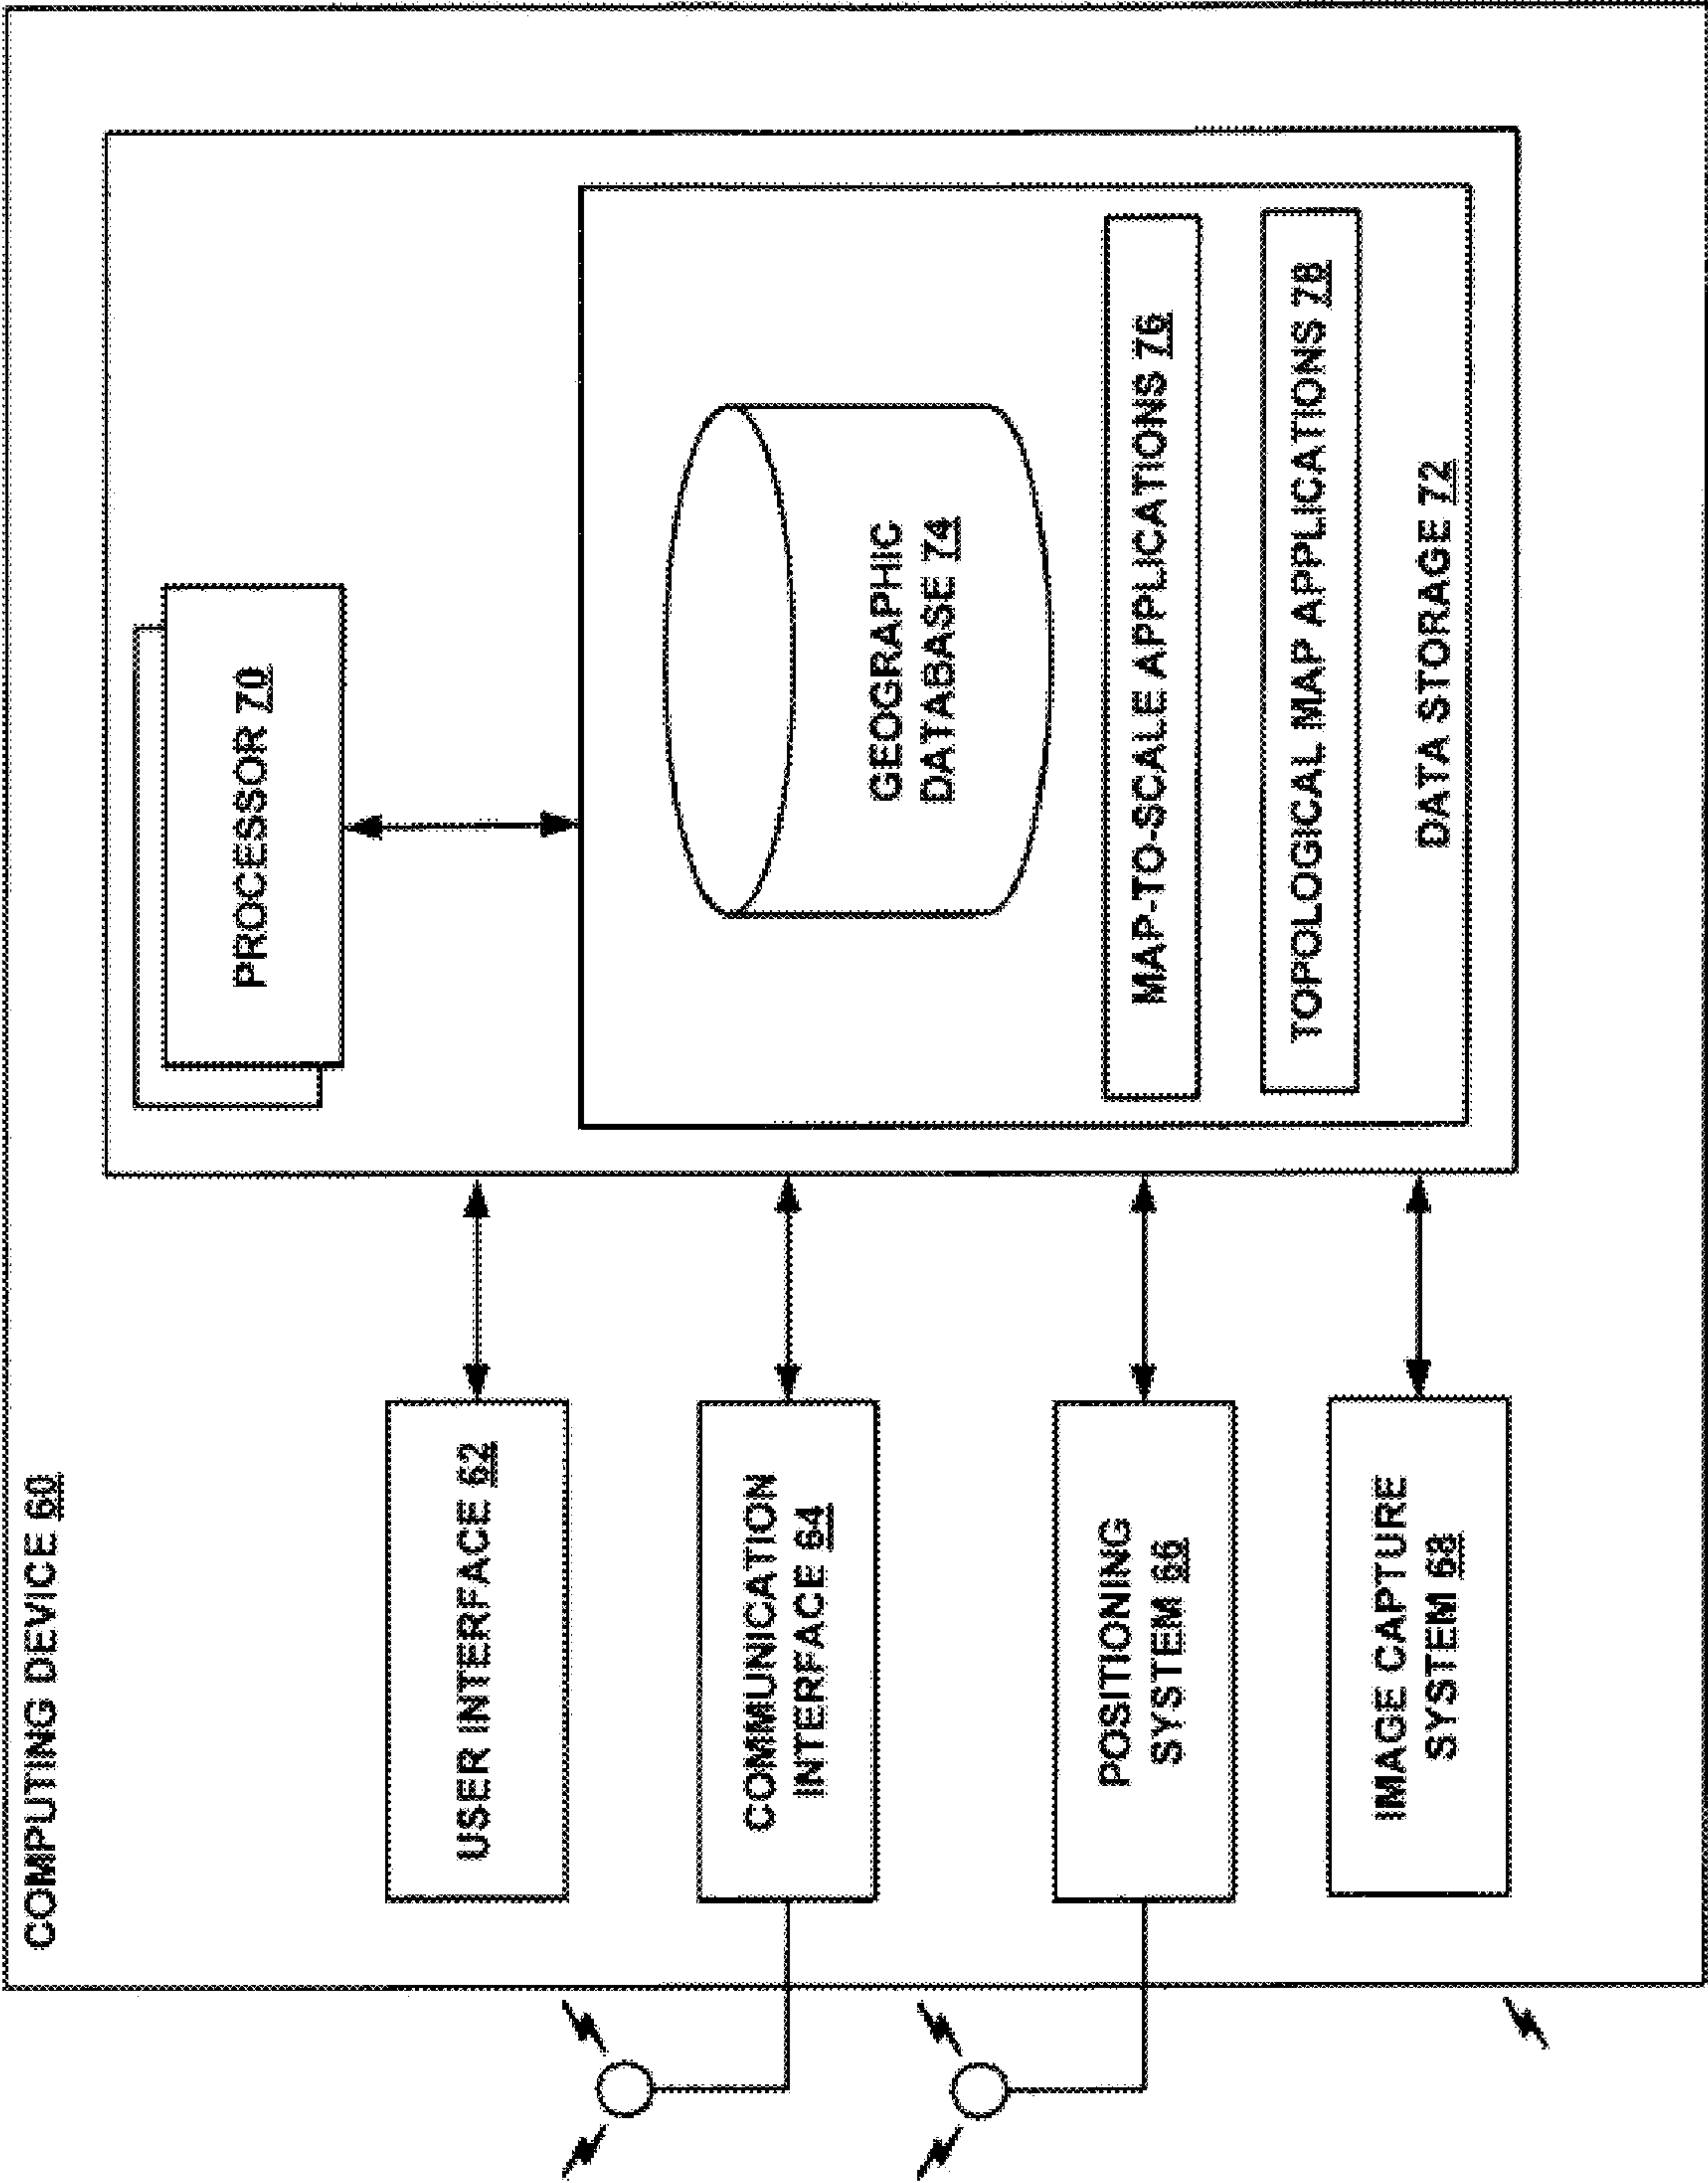 COMPUTING DEVICE 60
USER INTERFACE 62
COMMUNICATION
INTERFACE 64
POSITIONING
SYSTEM 66
IMAGE CAPTURE
SYSTEM 68
PROCESSOR 70
GEOGRAPHIC
DATABASE 74
MAP-TO-SCALE APPLICATIONS 76
TOPOLOGICAL MAP APPLICATIONS 78
DATA STORAGE 72